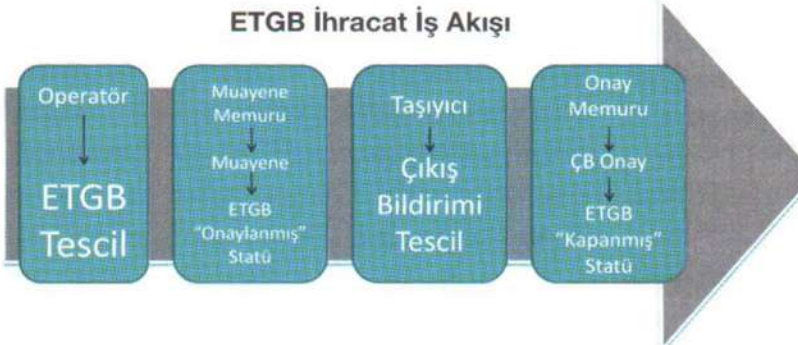 ETGB İhracat İş Akışı
Operatör
ETGB
Tescil
Muayene
Memuru
Muayene
ETGB
"Onaylanmış"
Statü
Taşıyıcı
Çıkış
Bildirimi
Tescil
Onay
Memuru
ÇB Onay
ETGB
"Kapanmış"
Statü